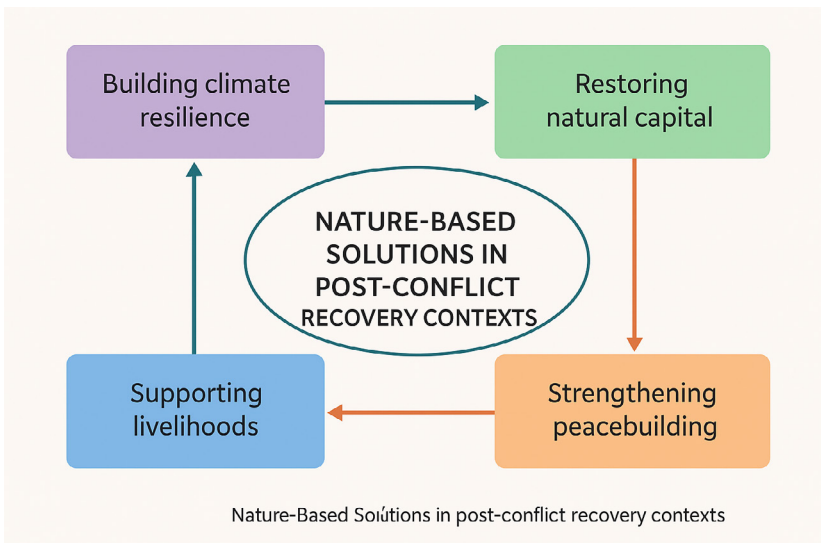 Building climate
resilience
Restoring
natural capital
NATURE-BASED
SOLUTIONS IN
POST-CONFLICT
RECOVERY CONTEXTS
Supporting
livelihoods
Strengthening
peacebuilding
Nature-Based Solutions in post-conflict recovery contexts